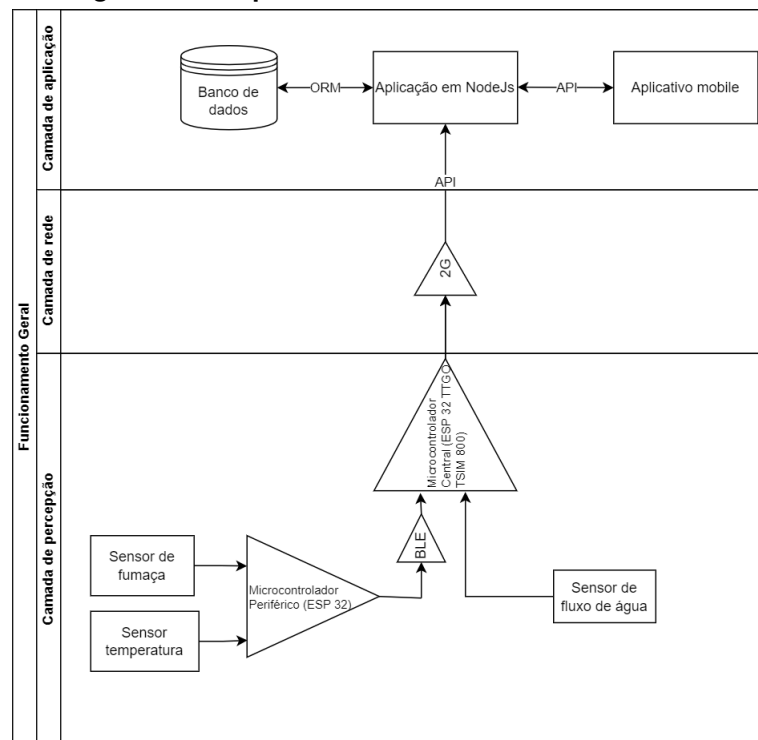 Funcionamento Geral
Camada de aplicação
Banco de
dados
ORM
Aplicação em NodeJs
API
Aplicativo mobile
API
Camada de rede
2G
Camada de percepção
Microcontrolador
Central (ESP 32 TTGO
TSIM 800)
BLE
Sensor de
fumaça
Microcontrolador
Periférico (ESP 32)
Sensor
temperatura
Sensor de
fluxo de água